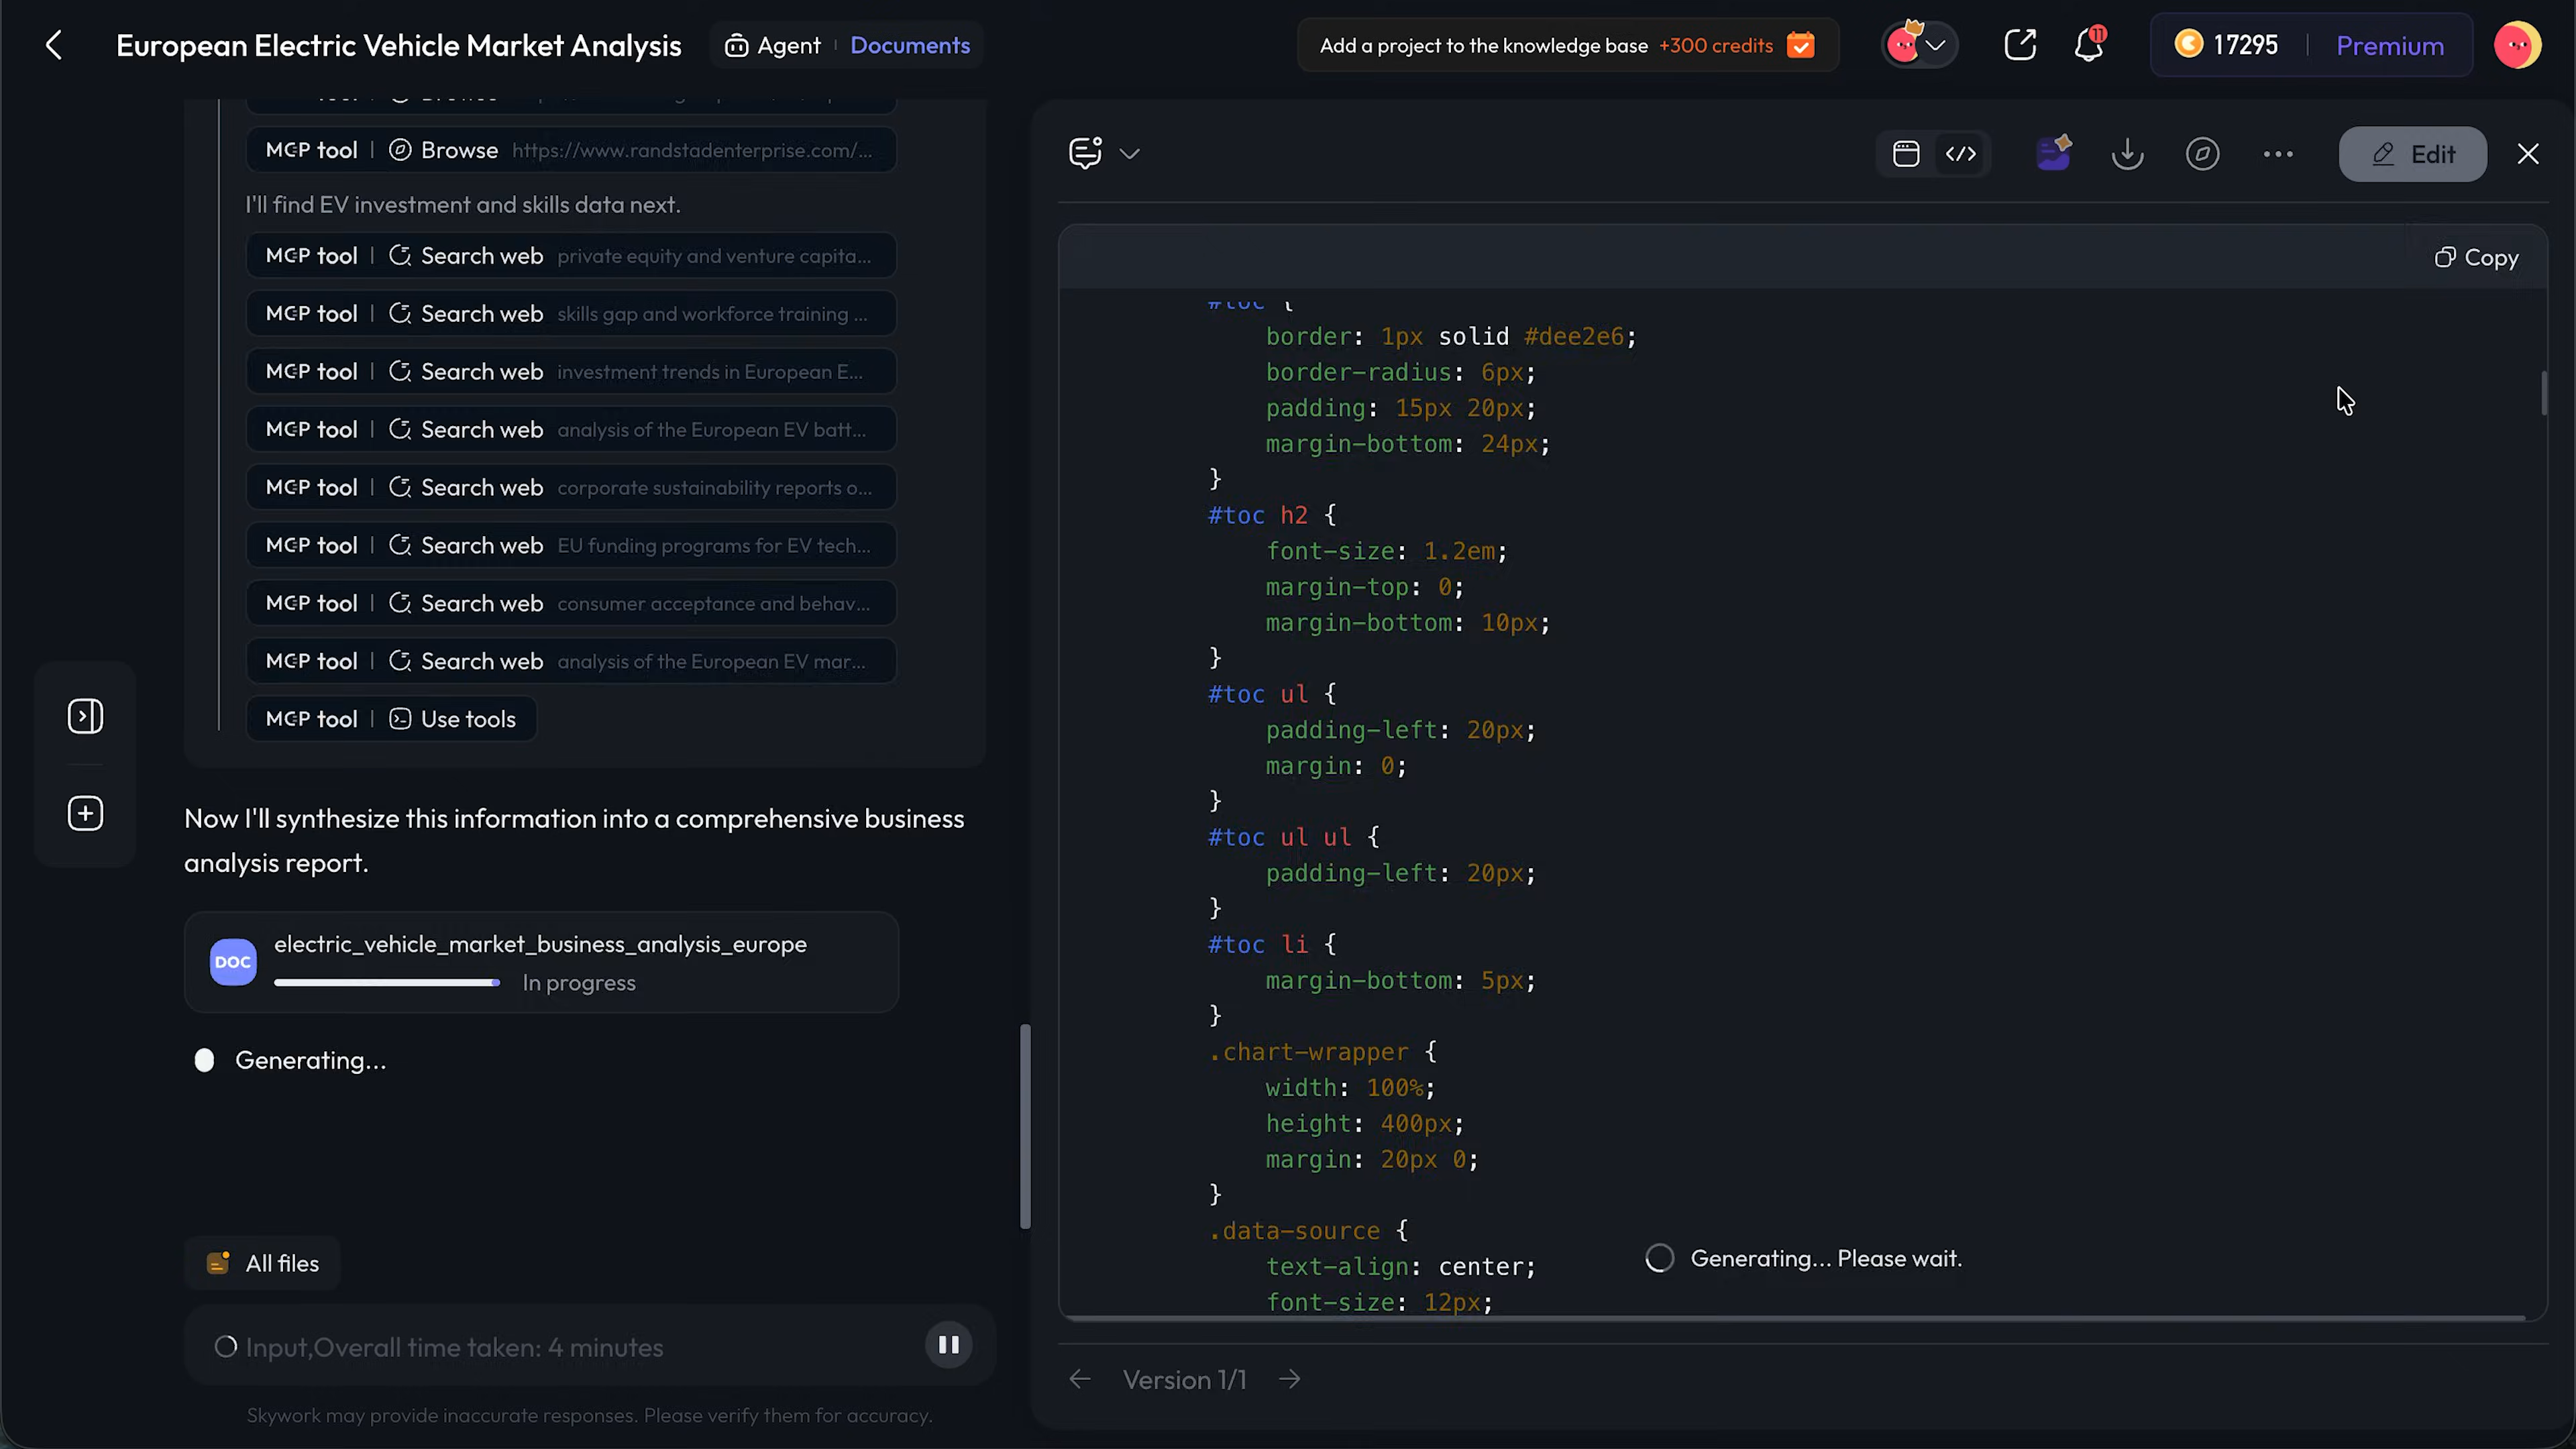 European Electric Vehicle Market Analysis
Agent
Documents
Add a project to the knowledge base +300 credits
11
17295
Premium
MCP tool | Browse https://www.randstadenterprise.com/...
I'll find EV investment and skills data next.
MCP tool | Search web private equity and venture capita...
MCP tool | Search web skills gap and workforce training ...
MCP tool | Search web investment trends in European E...
MCP tool | Search web analysis of the European EV batt...
MCP tool | Search web corporate sustainability reports o...
MCP tool | Search web EU funding programs for EV tech...
MCP tool | Search web consumer acceptance and behav...
MCP tool | Search web analysis of the European EV mar...
MCP tool | Use tools
Now I'll synthesize this information into a comprehensive business
analysis report.
DOC
electric_vehicle_market_business_analysis_europe
In progress
Generating...
All files
Input,Overall time taken: 4 minutes
Skywork may provide inaccurate responses. Please verify them for accuracy.
</>
Edit
Copy
#toc {
border: 1px solid #dee2e6;
border-radius: 6px;
padding: 15px 20px;
margin-bottom: 24px;
}
#toc h2 {
font-size: 1.2em;
margin-top: 0;
margin-bottom: 10px;
}
#toc ul {
padding-left: 20px;
margin: 0;
}
#toc ul ul {
padding-left: 20px;
}
#toc li {
margin-bottom: 5px;
}
.chart-wrapper {
width: 100%;
height: 400px;
margin: 20px 0;
}
.data-source {
text-align: center;
font-size: 12px;
Generating... Please wait.
Version 1/1